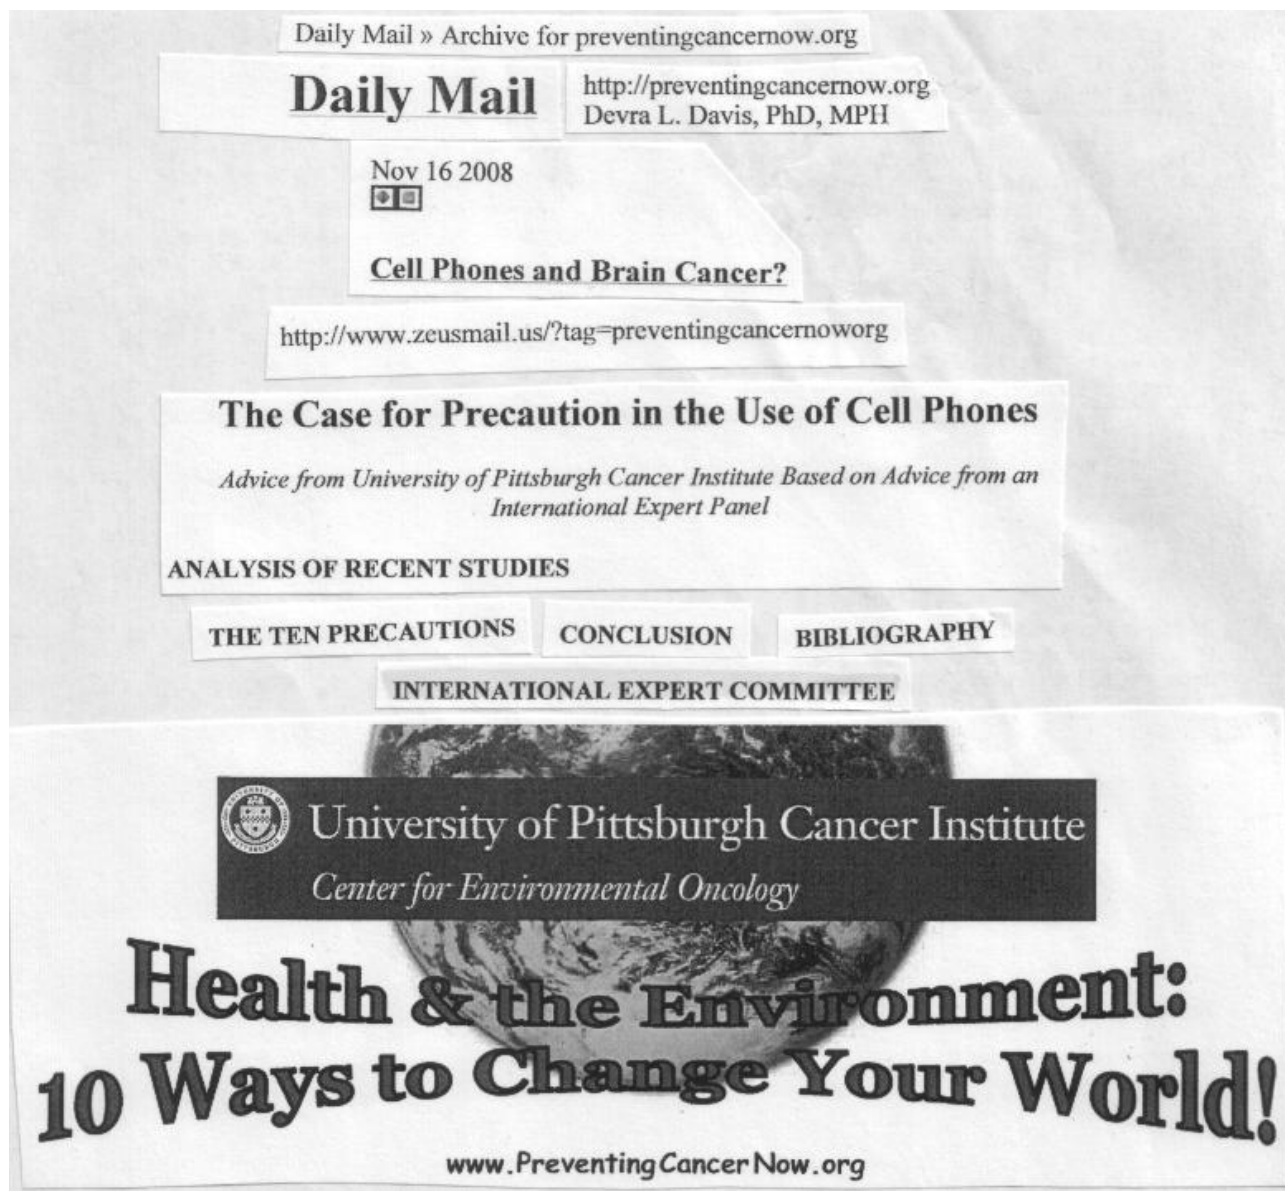 Daily Mail » Archive for preventingcancernow.org
Daily Mail
http://preventingcancernow.org
Devra L. Davis, PhD, MPH
Nov 16 2008
Cell Phones and Brain Cancer?
http://www.zeusmail.us/?tag=preventingcancernoworg
The Case for Precaution in the Use of Cell Phones
Advice from University of Pittsburgh Cancer Institute Based on Advice from an
International Expert Panel
ANALYSIS OF RECENT STUDIES
THE TEN PRECAUTIONS CONCLUSION BIBLIOGRAPHY
INTERNATIONAL EXPERT COMMITTEE
University of Pittsburgh Cancer Institute
Center for Environmental Oncology
Health & the Environment:
10 Ways to Change Your World!
www.PreventingCancerNow.org